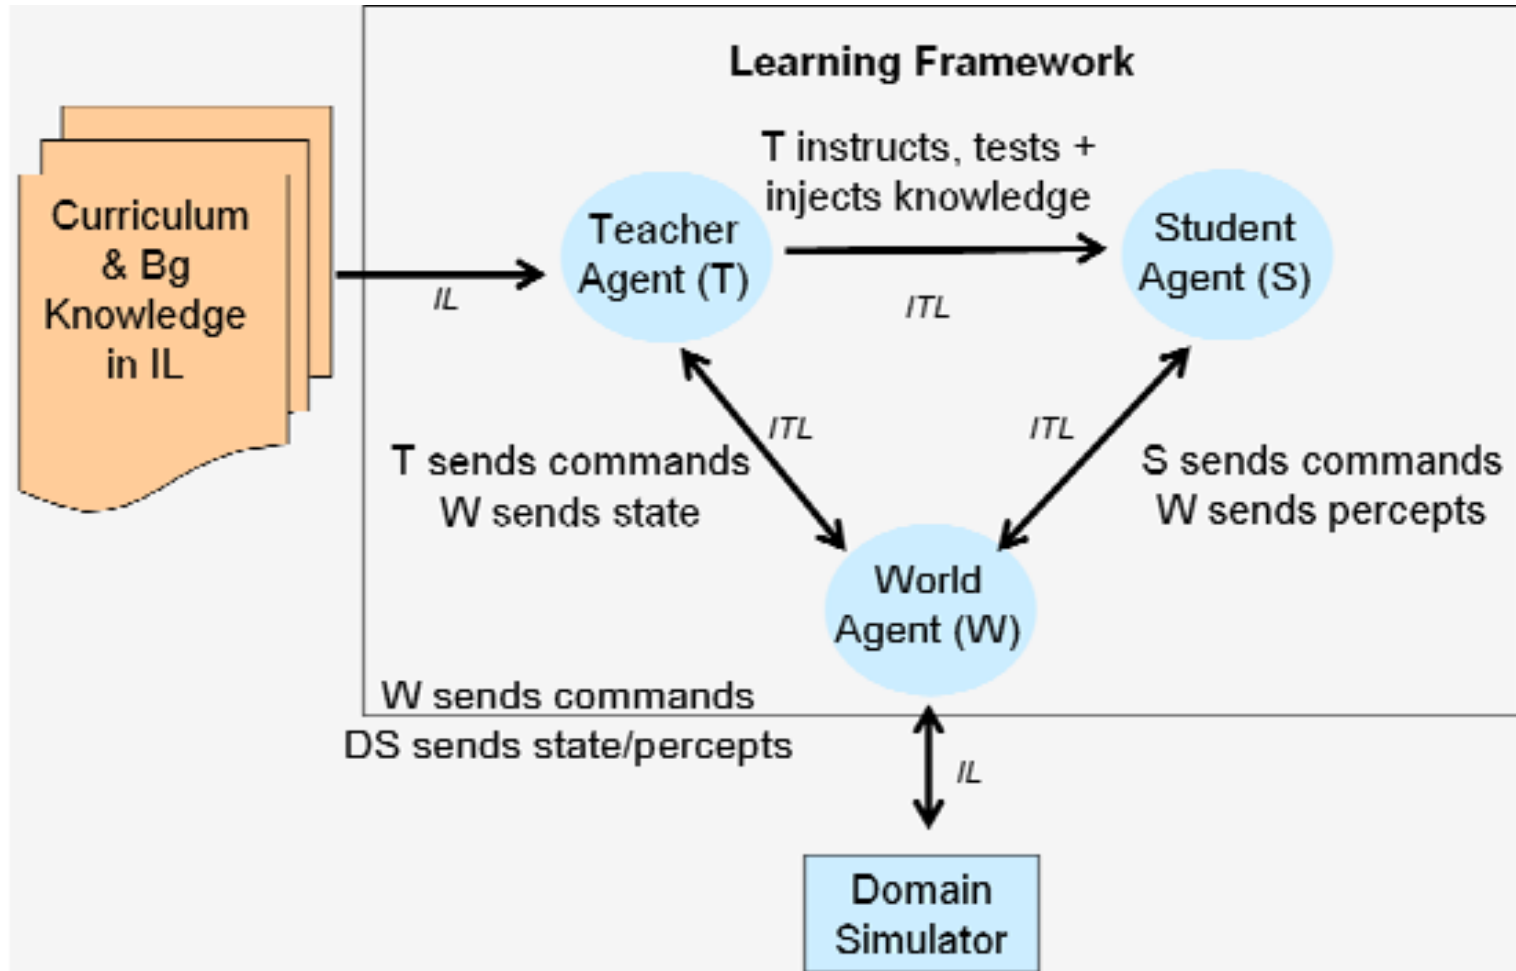 Learning Framework
Curriculum
& Bg
Knowledge
in IL
IL
Teacher
Agent (T)
T instructs, tests +
injects knowledge
ITL
Student
Agent (S)
ITL
T sends commands
W sends state
ITL
S sends commands
W sends percepts
World
Agent (W)
W sends commands
DS sends state/percepts
IL
Domain
Simulator